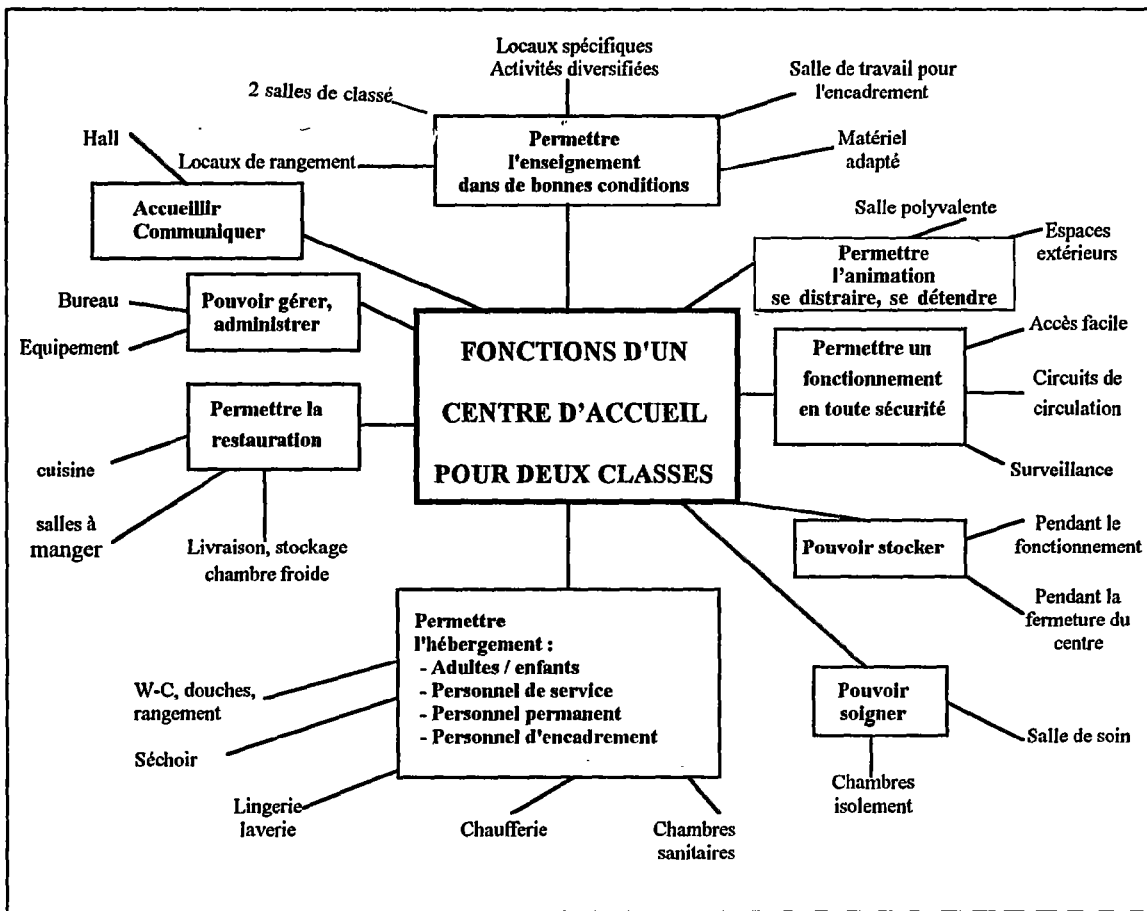 Locaux spécifiques
Activités diversifiées
Salle de travail pour
l'encadrement
2 salles de classé
Hall
Permettre
l'enseignement
dans de bonnes conditions
Matériel
adapté
Locaux de rangement
Accueillir
Communiquer
Salle polyvalente
Espaces
extérieurs
Permettre
l'animation
se distraire, se détendre
Bureau
Equipement
Pouvoir gérer,
administrer
FONCTIONS D'UN
CENTRE D'ACCUEIL
POUR DEUX CLASSES
Permettre un
fonctionnement
en toute sécurité
Accès facile
Circuits de
circulation
Surveillance
Permettre la
restauration
cuisine
salles à
manger
Livraison, stockage
chambre froide
Pouvoir stocker
Pendant le
fonctionnement
Pendant la
fermeture du
centre
Permettre
l'hébergement :
- Adultes / enfants
- Personnel de service
- Personnel permanent
- Personnel d'encadrement
W-C, douches,
rangement
Séchoir
Lingerie
laverie
Chaufferie
Chambres
sanitaires
Pouvoir
soigner
Salle de soin
Chambres
isolement